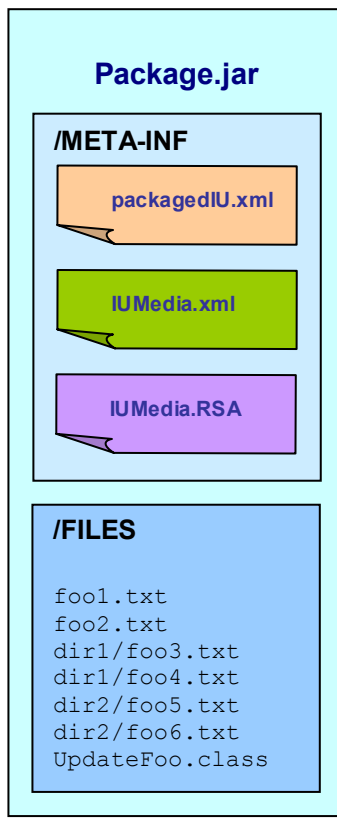 Package.jar
/META-INF
packagedIU.xml
IUMedia.xml
IUMedia.RSA
/FILES
foo1.txt
foo2.txt
dir1/foo3.txt
dir1/foo4.txt
dir2/foo5.txt
dir2/foo6.txt
UpdateFoo.class